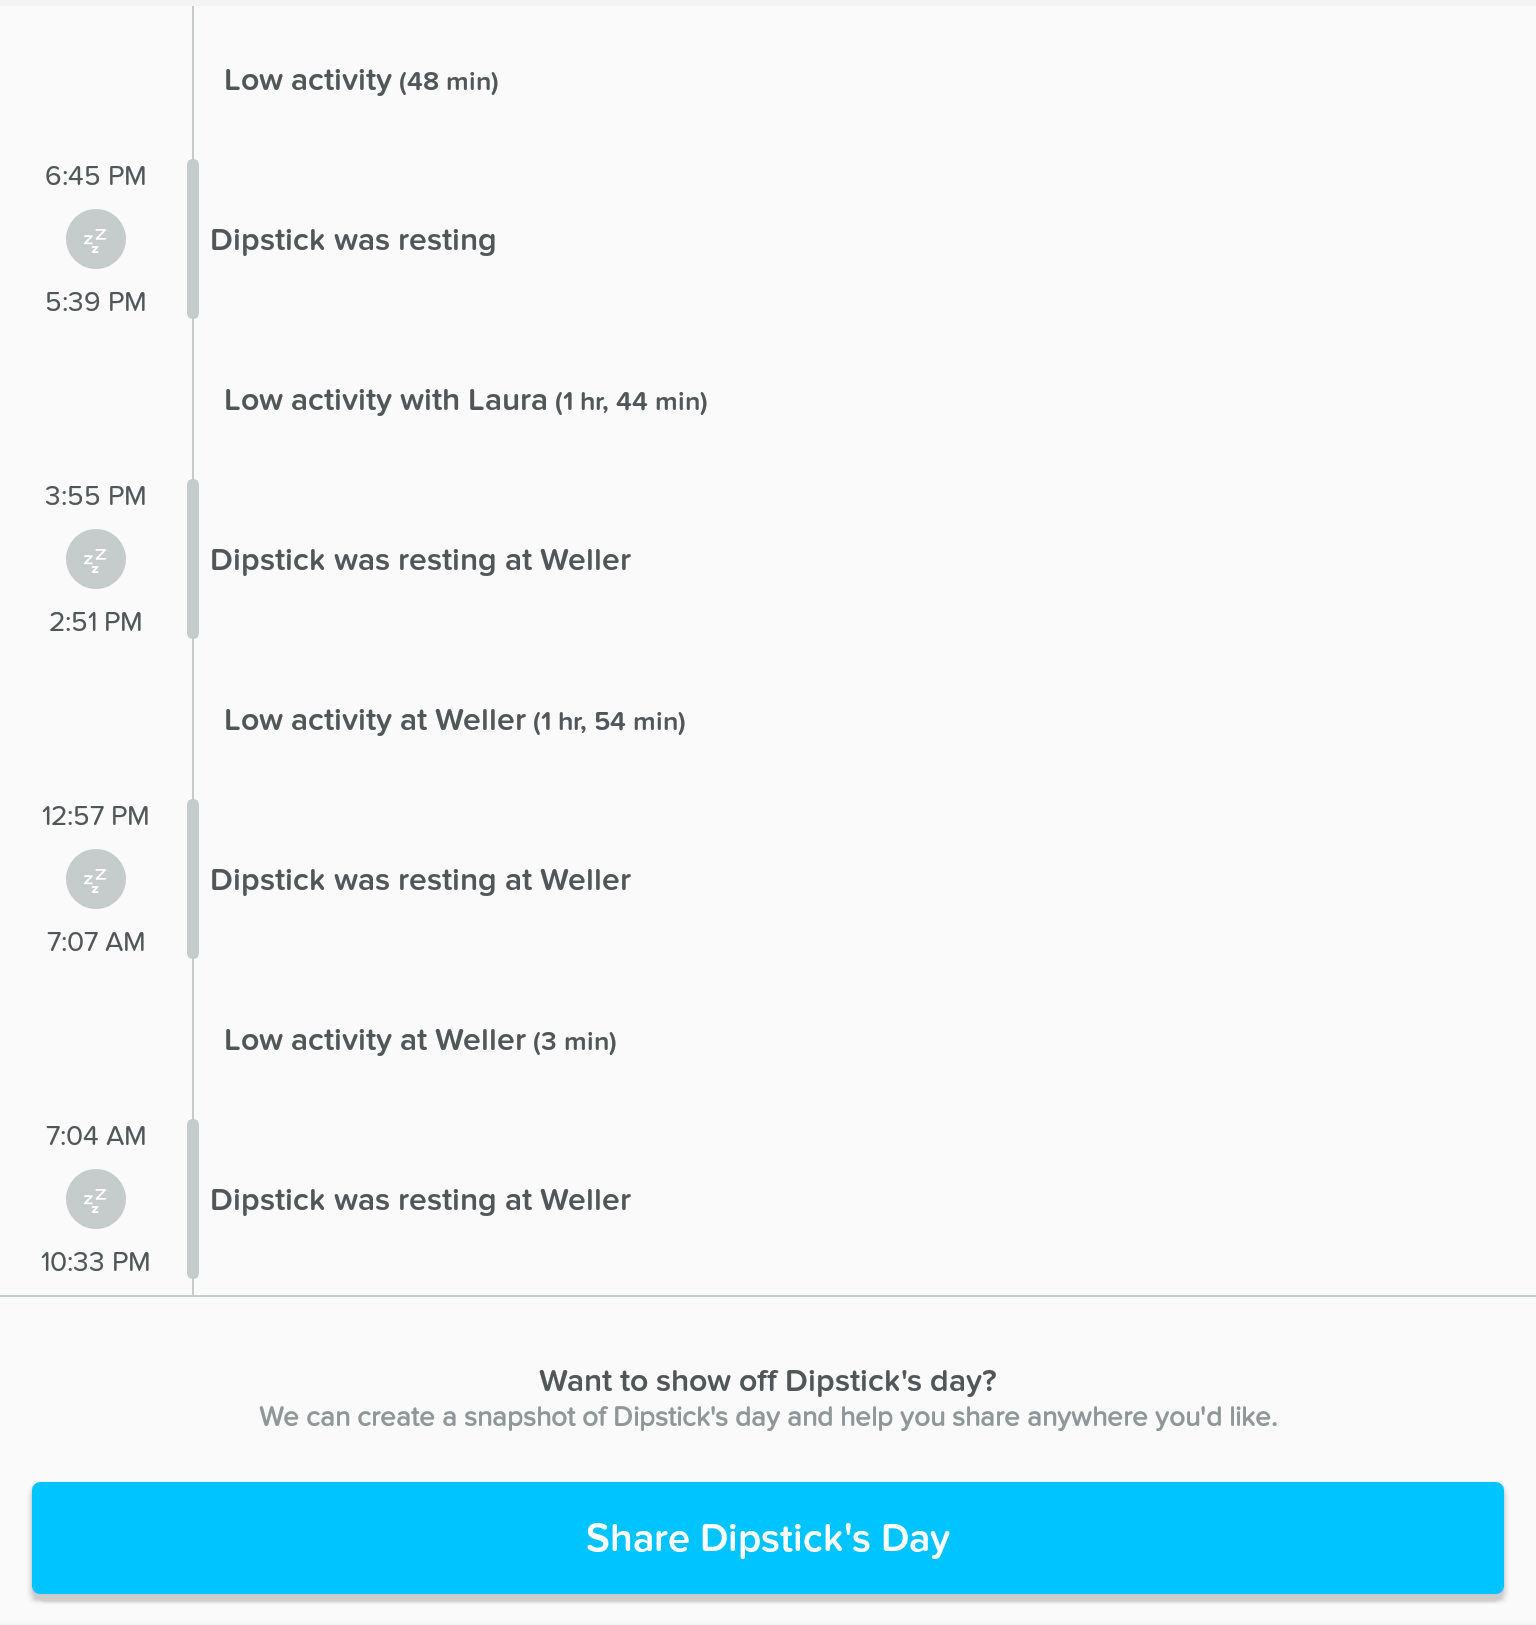 Low activity (48 min)
6:45 PM
zzz
Dipstick was resting
5:39 PM
Low activity with Laura (1 hr, 44 min)
3:55 PM
zzz
Dipstick was resting at Weller
2:51 PM
Low activity at Weller (1 hr, 54 min)
12:57 PM
zzz
Dipstick was resting at Weller
7:07 AM
Low activity at Weller (3 min)
7:04 AM
zzz
Dipstick was resting at Weller
10:33 PM
Want to show off Dipstick's day?
We can create a snapshot of Dipstick's day and help you share anywhere you'd like.
Share Dipstick's Day